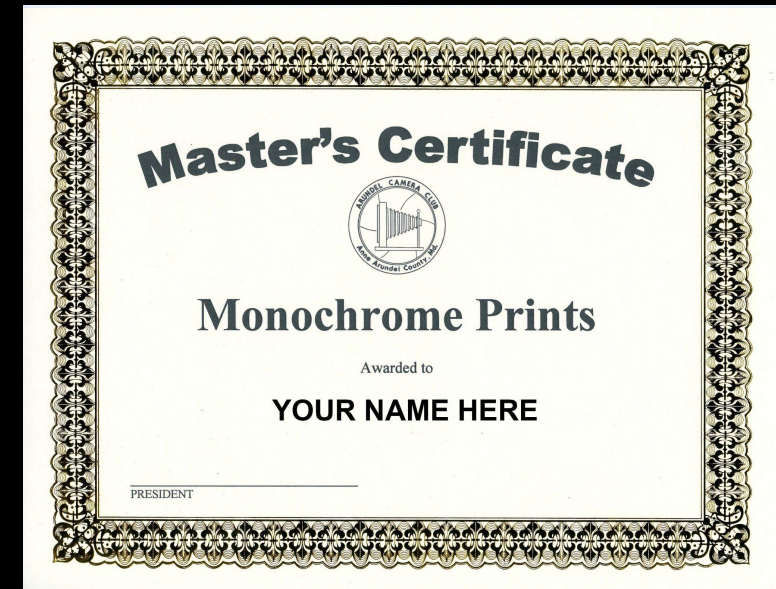 Master's Certificate
ARUNDEL CAMERA CLUB
Anne Arundel County, Md.
Monochrome Prints
Awarded to
YOUR NAME HERE
PRESIDENT